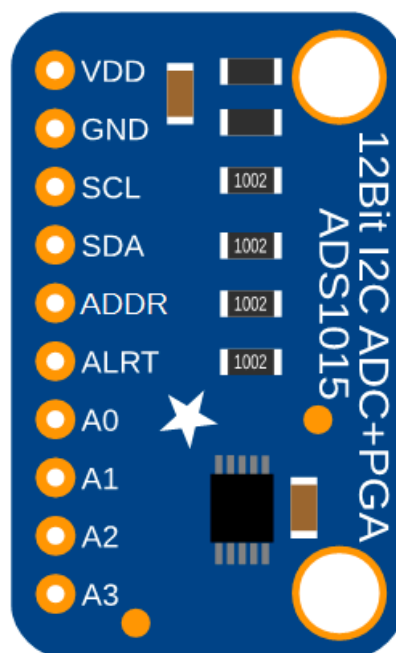 VDD
GND
SCL
SDA
ADDR
ALRT
A0
A1
A2
A3
1002
1002
1002
1002
12Bit I2C ADC+PGA
ADS1015